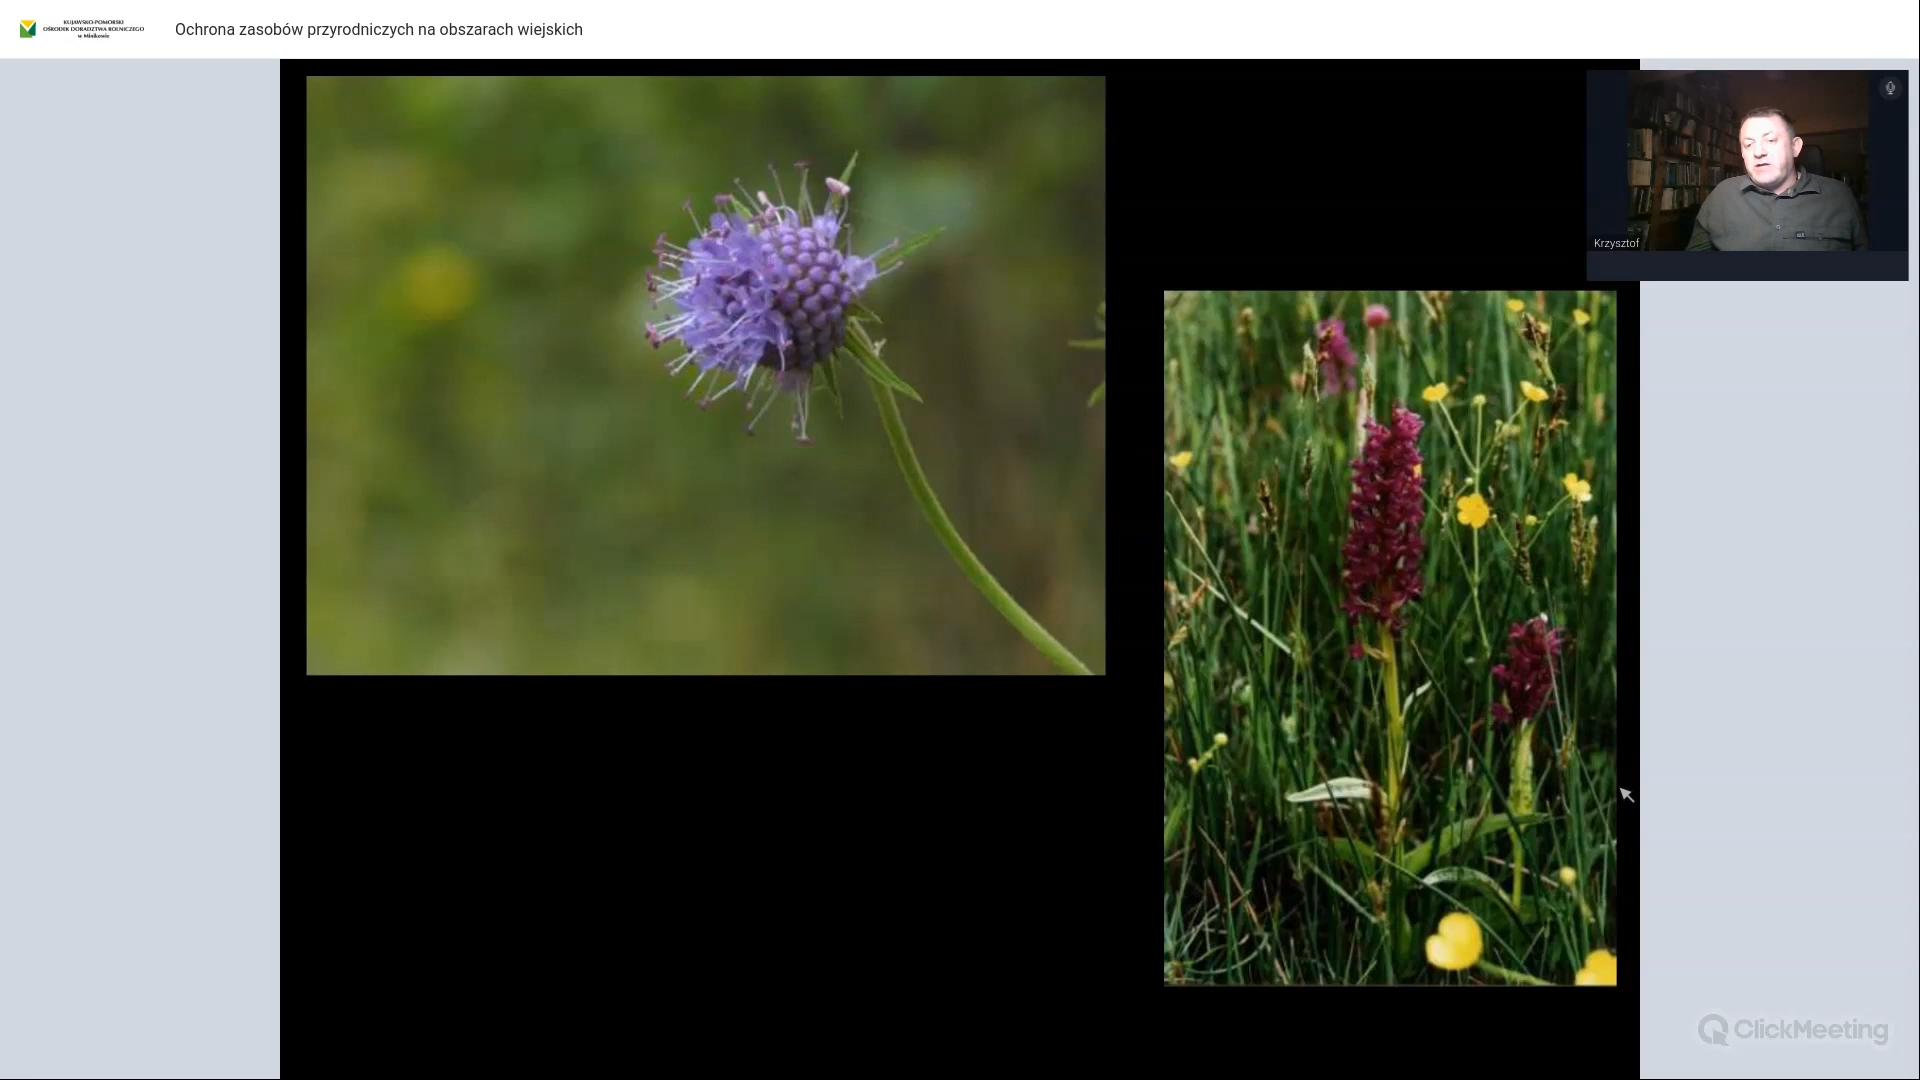 KUJAWSKO-POMORSKI
OŚRODEK DORADZTWA ROLNICZEGO
w Minikowie
Ochrona zasobów przyrodniczych na obszarach wiejskich
Krzysztof
ClickMeeting